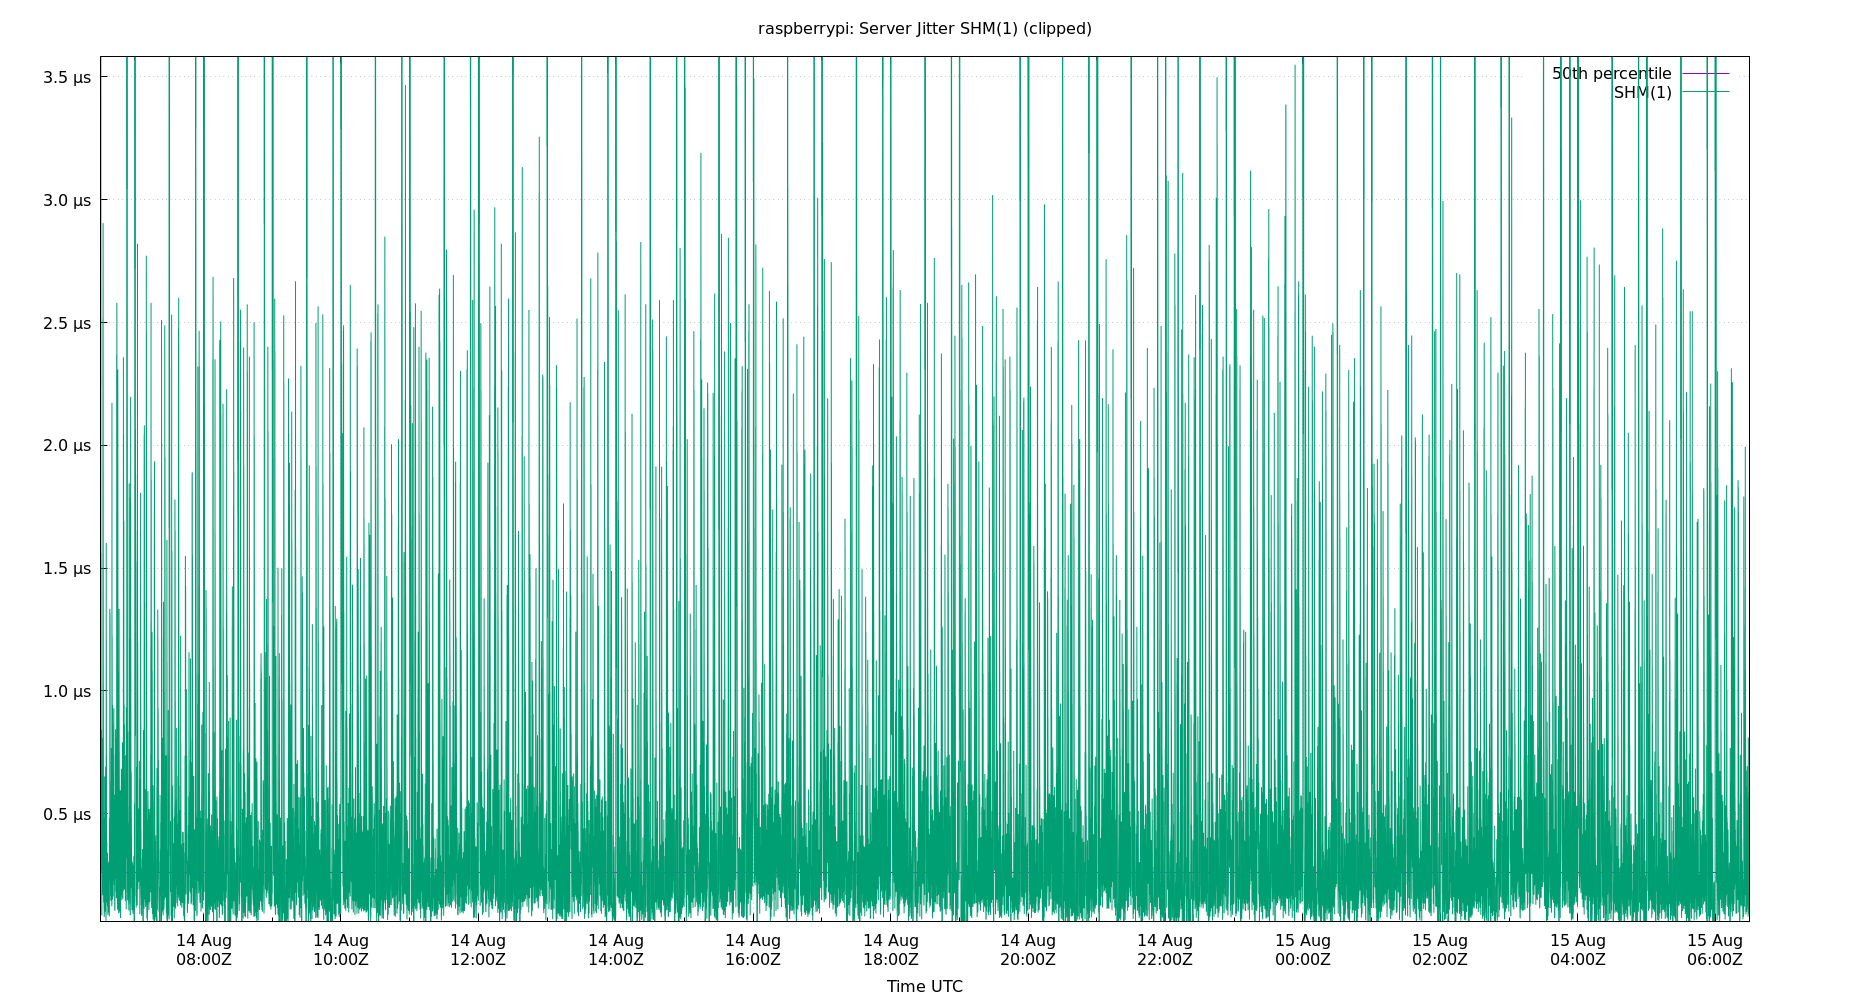 raspberrypi: Server Jitter SHM(1) (clipped)
50th percentile
SHM(1)
3.5 µs
3.0 µs
2.5 µs
2.0 µs
1.5 µs
1.0 µs
0.5 µs
14 Aug 14 Aug 14 Aug 14 Aug 14 Aug 14 Aug 14 Aug 14 Aug 15 Aug 15 Aug 15 Aug 15 Aug
08:00Z 10:00Z 12:00Z 14:00Z 16:00Z 18:00Z 20:00Z 22:00Z 00:00Z 02:00Z 04:00Z 06:00Z
Time UTC